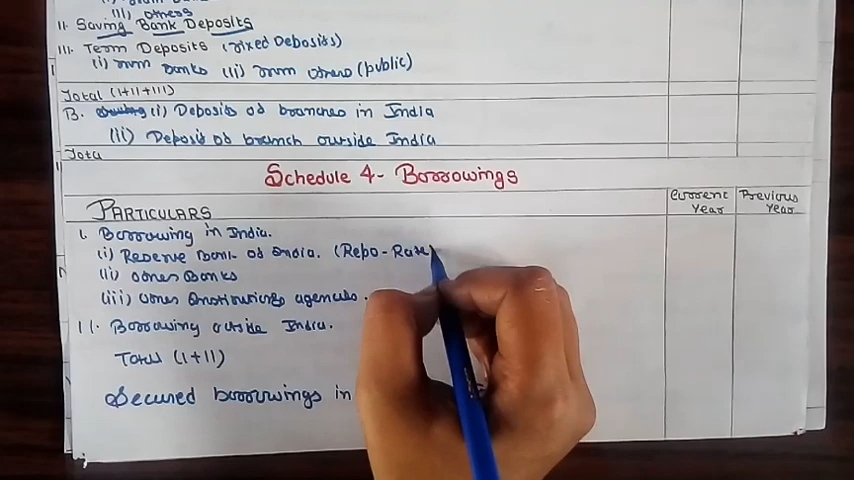 (iii) others
II. Saving Bank Deposits
III. Term Deposits (Fixed Deposits)
(i) From Banks (ii) From others (Public)
Total (I+II+III)
B. (i) Deposits of branches in India
(ii) Deposit of branch outside India
Tota
Schedule 4- Borrowings
PARTICULARS
Current Year
Previous Year
I. Borrowing in India.
(i) Reserve Bank of India. (Repo-Rate
(ii) other Banks
(iii) other Institutions agencies.
II. Borrowing outside India.
Total (I+II)
Secured borrowings in